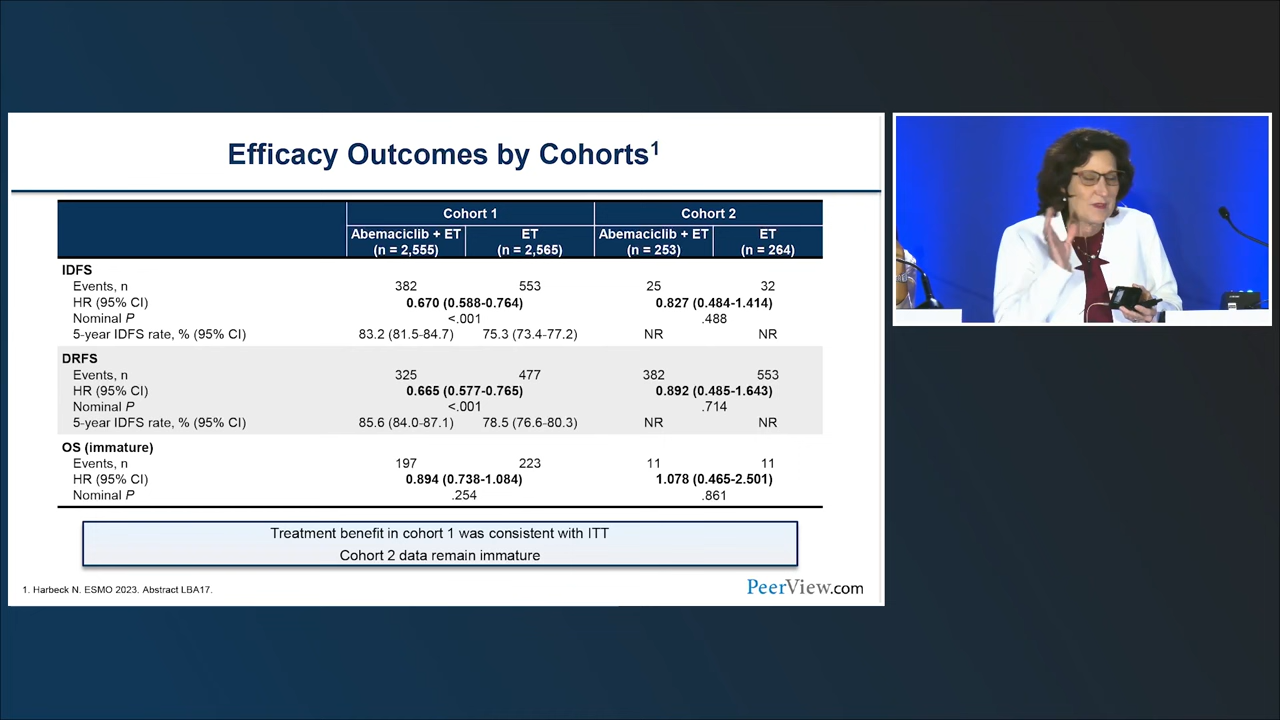 Efficacy Outcomes by Cohorts1
Cohort 1 Cohort 2
Abemaciclib + ET (n = 2,555) ET (n = 2,565) Abemaciclib + ET (n = 253) ET (n = 264)
IDFS
Events, n 382 553 25 32
HR (95% CI) 0.670 (0.588-0.764) 0.827 (0.484-1.414)
Nominal P <.001 .488
5-year IDFS rate, % (95% CI) 83.2 (81.5-84.7) 75.3 (73.4-77.2) NR NR
DRFS
Events, n 325 477 382 553
HR (95% CI) 0.665 (0.577-0.765) 0.892 (0.485-1.643)
Nominal P <.001 .714
5-year IDFS rate, % (95% CI) 85.6 (84.0-87.1) 78.5 (76.6-80.3) NR NR
OS (immature)
Events, n 197 223 11 11
HR (95% CI) 0.894 (0.738-1.084) 1.078 (0.465-2.501)
Nominal P .254 .861
Treatment benefit in cohort 1 was consistent with ITT
Cohort 2 data remain immature
1. Harbeck N. ESMO 2023. Abstract LBA17.
PeerView.com